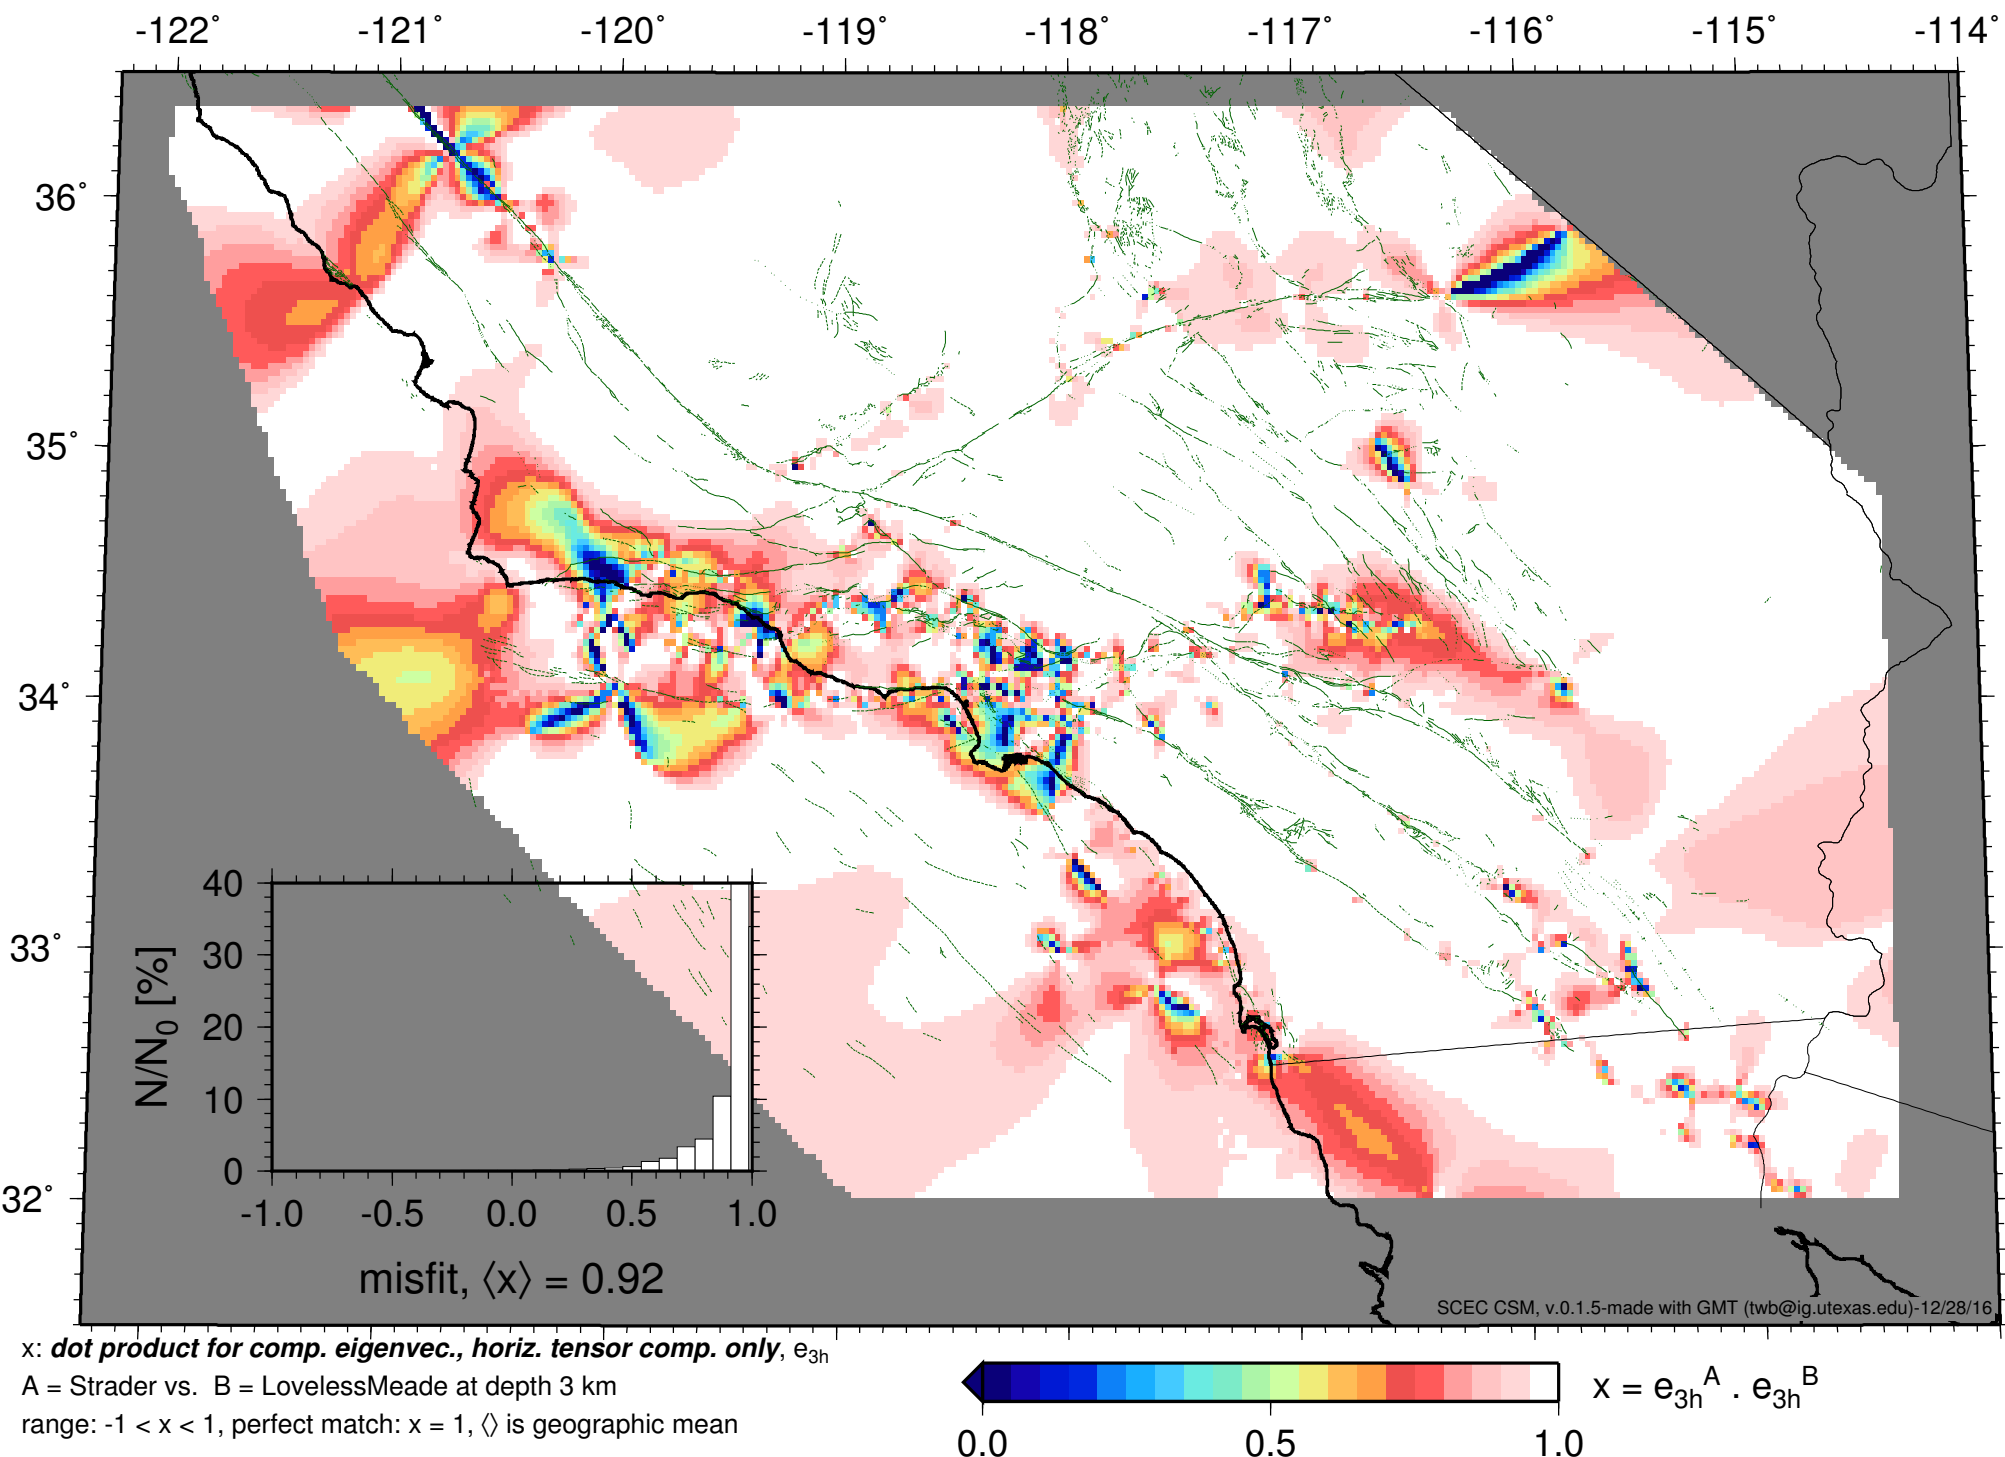 -122° -121° -120° -119° -118° -117° -116° -115° -114°
36°
35°
34°
33°
32°
40
30
20
10
0
N/N0 [%]
-1.0 -0.5 0.0 0.5 1.0
misfit, ⟨x⟩ = 0.92
SCEC CSM, v.0.1.5-made with GMT (twb@ig.utexas.edu)-12/28/16
x: dot product for comp. eigenvec., horiz. tensor comp. only, e3h
A = Strader vs. B = LovelessMeade at depth 3 km
range: -1 < x < 1, perfect match: x = 1, ⟨⟩ is geographic mean
x = e3h^A . e3h^B
0.0 0.5 1.0